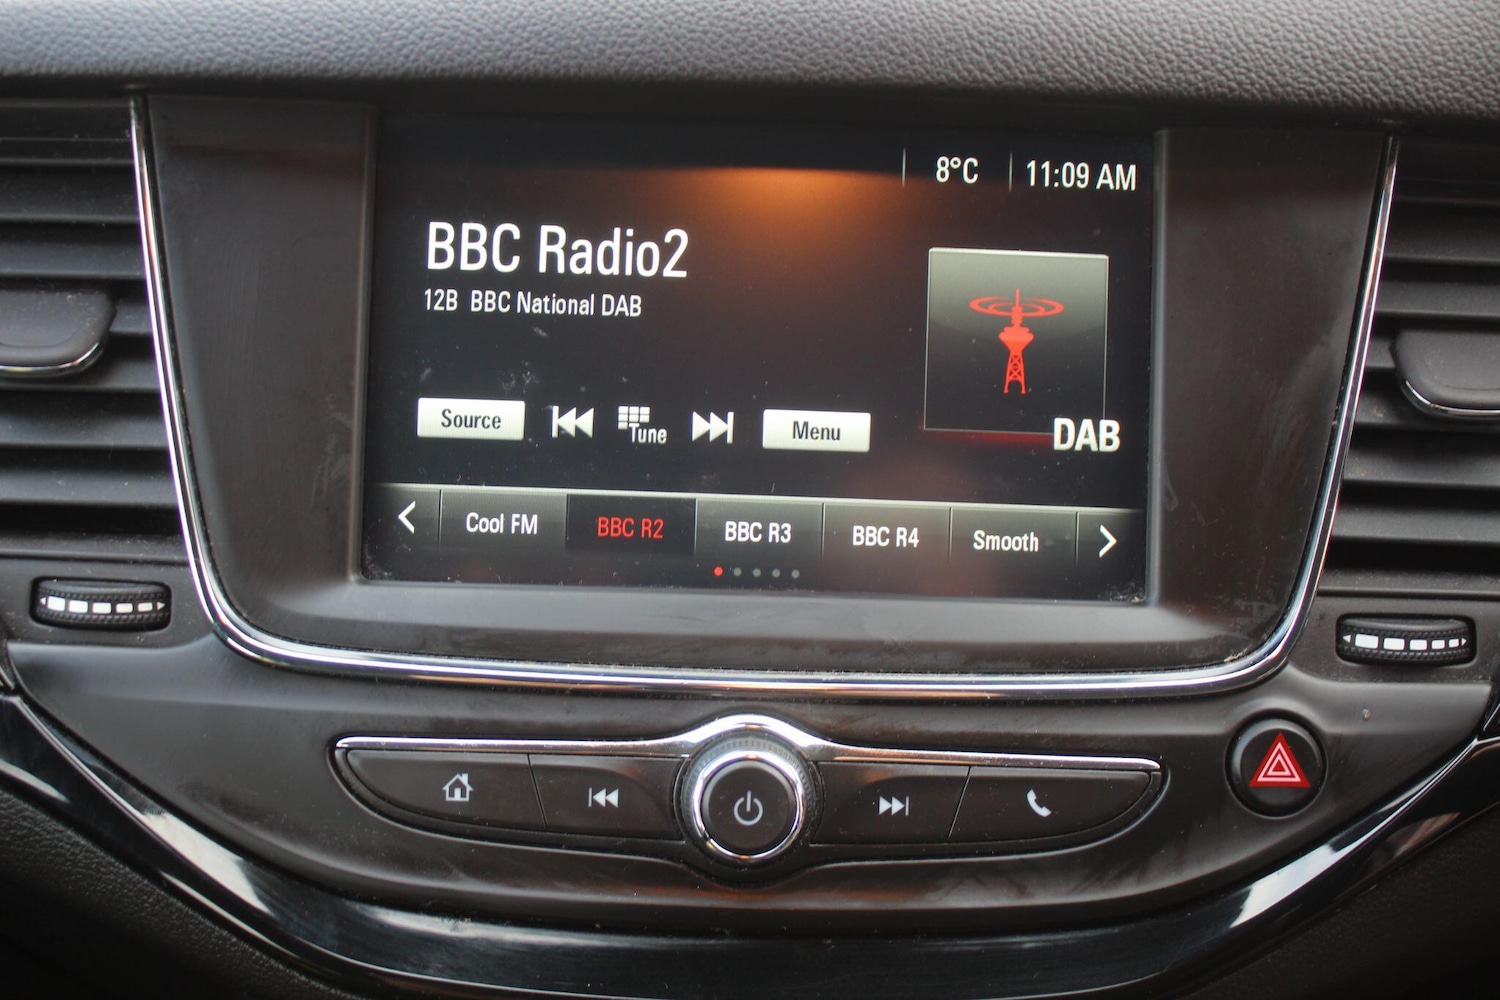 8°C 11:09 AM
BBC Radio2
12B BBC National DAB
Source Tune Menu
DAB
Cool FM BBC R2 BBC R3 BBC R4 Smooth